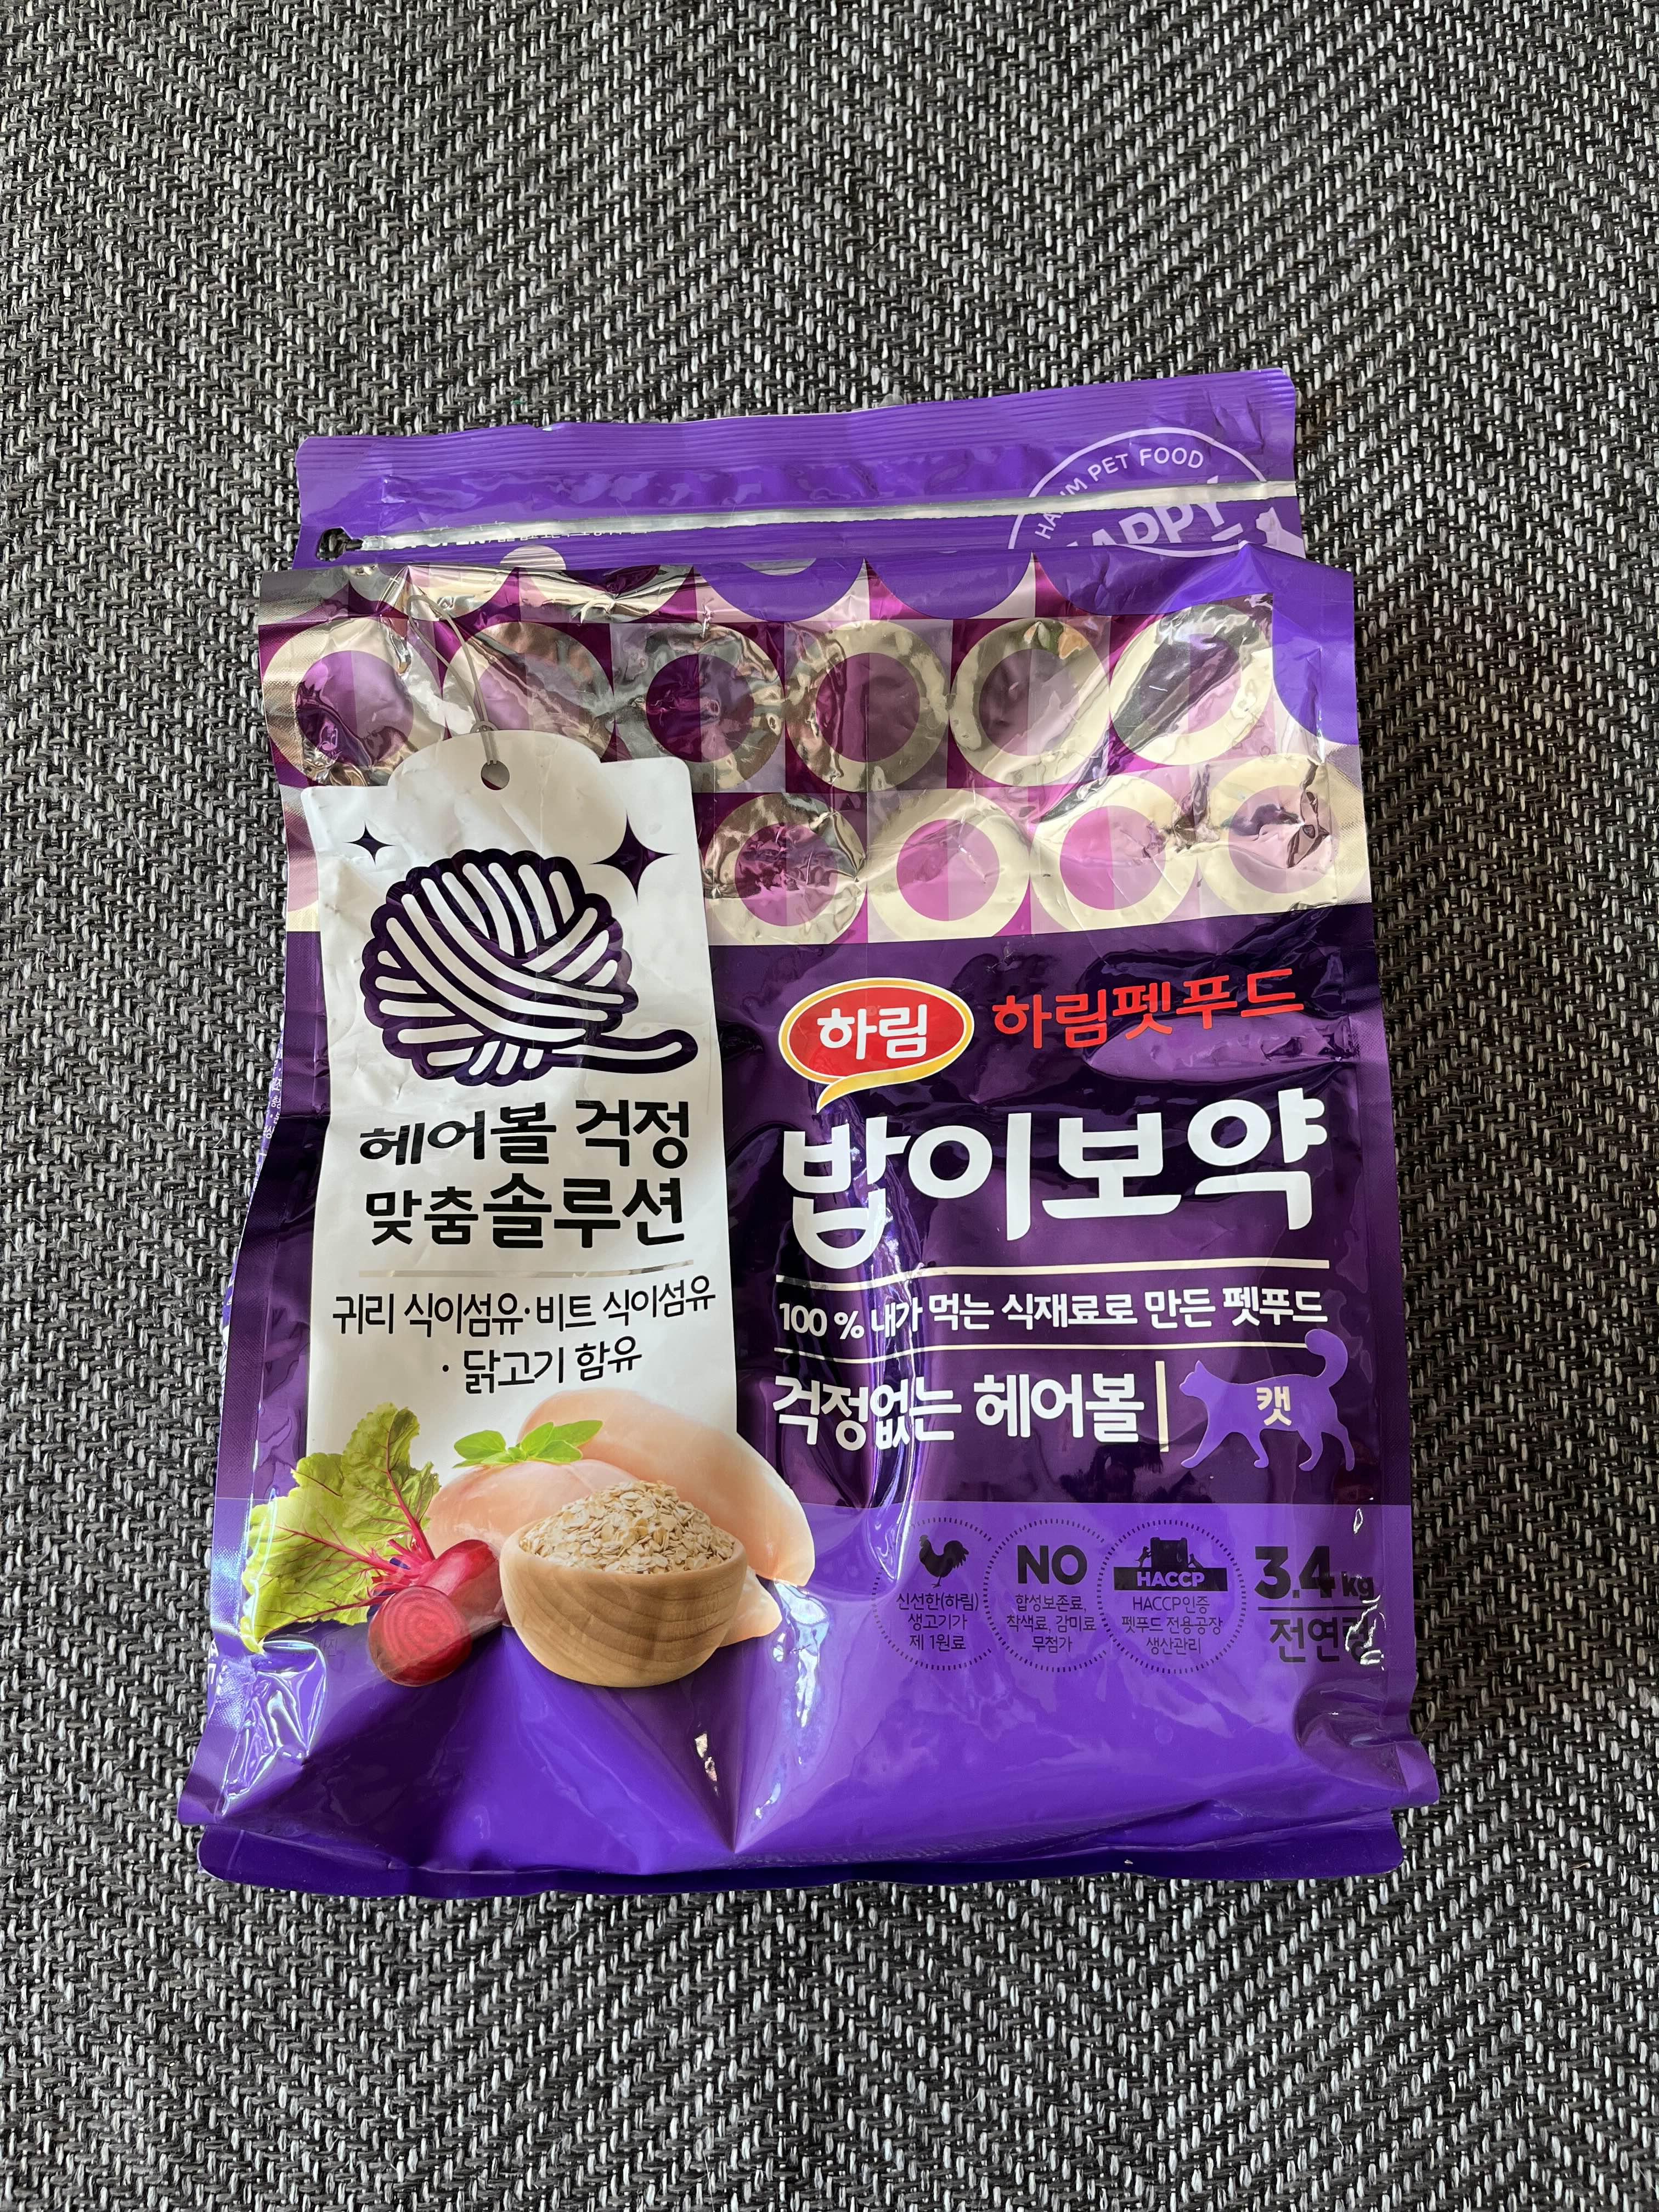 PET FOOD
헤어볼 걱정
맞춤솔루션
귀리 식이섬유·비트 식이섬유
· 닭고기 함유
하림 하림펫푸드
밥이보약
100 % 내가 먹는 식재료로 만든 펫푸드
걱정없는 헤어볼
캣
신선한(하림)
생고기가
제 1원료
NO
합성보존료,
착색료, 감미료
무첨가
HACCP
HACCP인증
펫푸드 전용공장
생산관리
3.4 kg
전연령